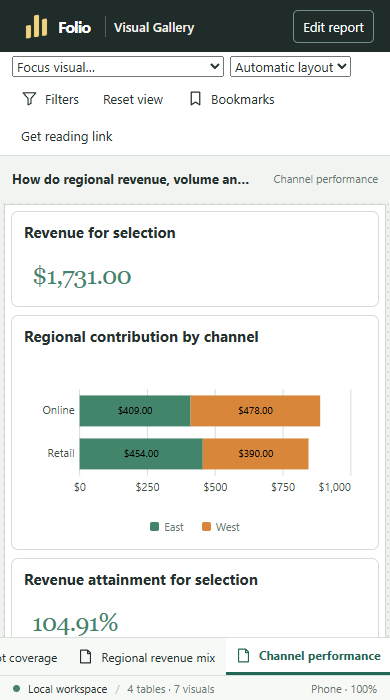 Folio Visual Gallery Edit report
Focus visual... Automatic layout
Filters Reset view Bookmarks
Get reading link
How do regional revenue, volume an... Channel performance
Revenue for selection
$1,731.00
Regional contribution by channel
Online $409.00 $478.00
Retail $454.00 $390.00
$0 $250 $500 $750 $1,000
East West
Revenue attainment for selection
104.91%
ot coverage Regional revenue mix Channel performance
Local workspace / 4 tables · 7 visuals Phone · 100%